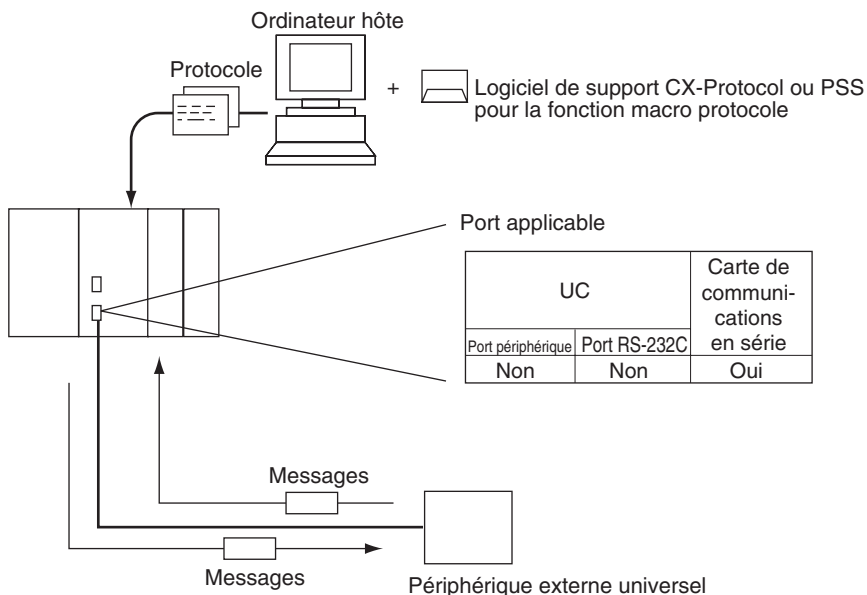 Ordinateur hôte
Protocole
+
Logiciel de support CX-Protocol ou PSS
pour la fonction macro protocole
Port applicable
UC
Carte de
communi-
cations
en série
Port périphérique
Port RS-232C
Non
Non
Oui
Messages
Messages
Périphérique externe universel